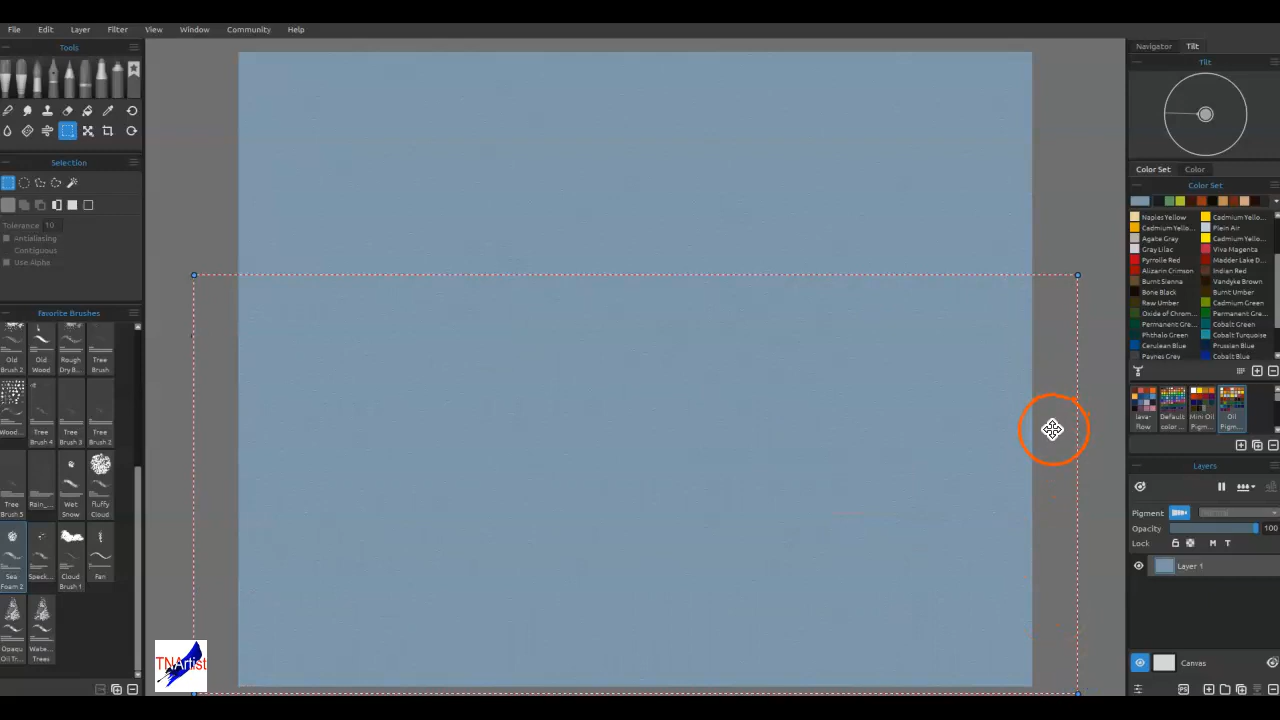 File Edit Layer Filter View Window Community Help
Tools
Navigator Tilt
Tilt
Selection
Tolerance 10
Antialiasing
Contiguous
Use Alpha
Favorite Brushes
Old Brush 2
Old Wood
Rough Dry B...
Tree Brush
Wood...
Tree Brush 4
Tree Brush 3
Tree Brush 2
Tree Brush 5
Rain_...
Wet Snow
fluffy Cloud
Sea Foam 2
Speck...
Cloud Brush 1
Fan
Opaqu Oil Tr...
Wate... Trees
TNArtist
Color Set Color
Color Set
Naples Yellow Cadmium Yello...
Cadmium Yello... Plein Air
Agate Gray Cadmium Yello...
Gray Lilac Viva Magenta
Pyrrolle Red Madder Lake D...
Alizarin Crimson Indian Red
Burnt Sienna Vandyke Brown
Bone Black Burnt Umber
Raw Umber Cadmium Green
Oxide of Chrom... Permanent Gre...
Permanent Gre... Cobalt Green
Phthalo Green Cobalt Turquoise
Cerulean Blue Prussian Blue
Paynes Grey Cobalt Blue
lava-flow
Default color ...
Mini Oil Pigm...
Oil Pigm...
Layers
Pigment Normal
Opacity 100
Lock M T
Layer 1
Canvas
PS